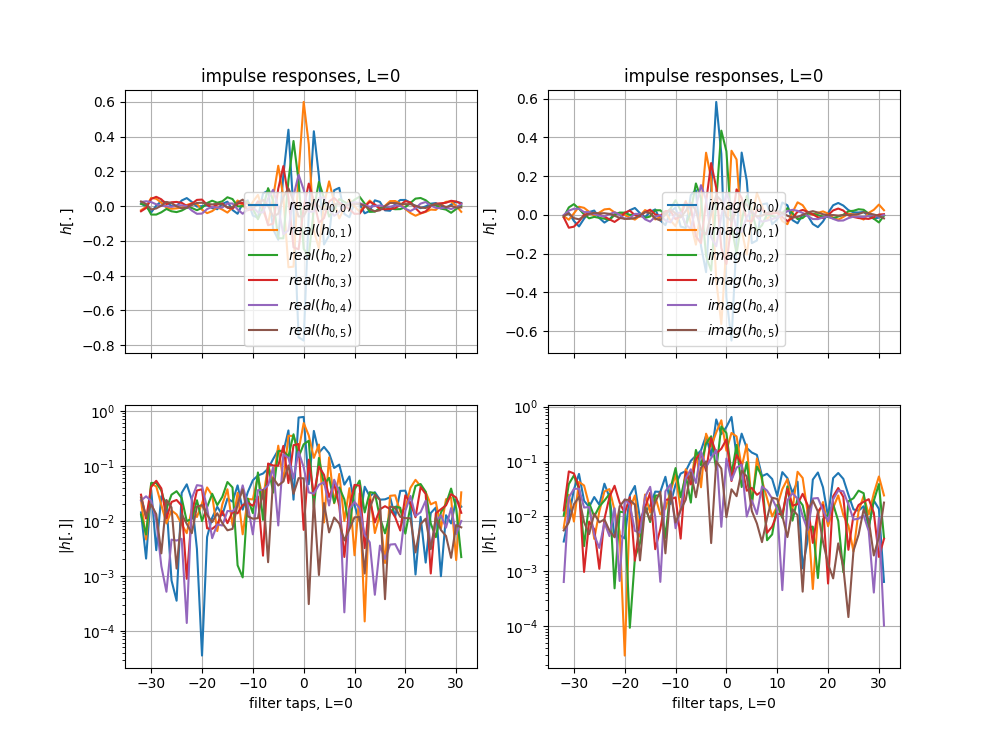 impulse responses, L=0
impulse responses, L=0
h[.]
0.6
0.4
0.2
0.0
−0.2
−0.4
−0.6
−0.8
real(h0,0)
real(h0,1)
real(h0,2)
real(h0,3)
real(h0,4)
real(h0,5)
h[.]
0.6
0.4
0.2
0.0
−0.2
−0.4
−0.6
imag(h0,0)
imag(h0,1)
imag(h0,2)
imag(h0,3)
imag(h0,4)
imag(h0,5)
|h[.]|
10^0
10^−1
10^−2
10^−3
10^−4
−30 −20 −10 0 10 20 30
filter taps, L=0
|h[.]|
10^0
10^−1
10^−2
10^−3
10^−4
−30 −20 −10 0 10 20 30
filter taps, L=0